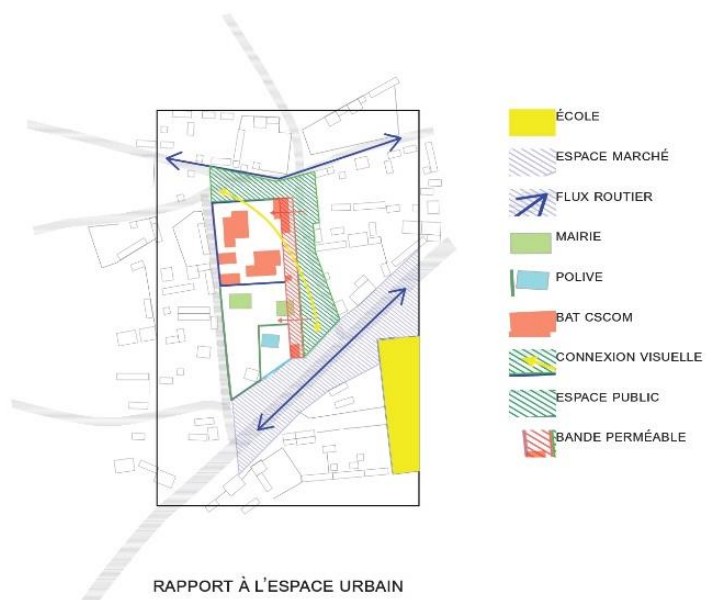 ÉCOLE
ESPACE MARCHÉ
FLUX ROUTIER
MAIRIE
POLIVE
BAT CSCOM
CONNEXION VISUELLE
ESPACE PUBLIC
BANDE PERMÉABLE
RAPPORT À L'ESPACE URBAIN